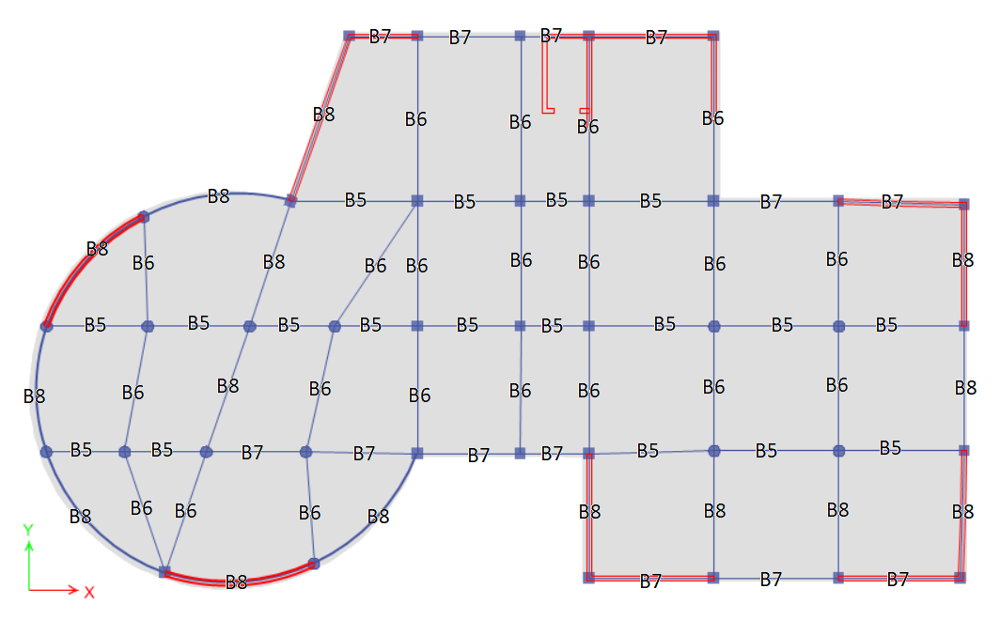 B7 B7 B7 B7
B8 B6 B6 B6 B6
B8 B5 B5 B5 B5 B7 B7
B8 B6 B8 B6 B6 B6 B6 B6 B6 B8
B5 B5 B5 B5 B5 B5 B5 B5 B5
B8 B6 B8 B6 B6 B6 B6 B6 B6 B8
B5 B5 B7 B7 B7 B7 B5 B5 B5
B8 B6 B6 B6 B8 B8 B8 B8 B8
Y
B8 B7 B7 B7
X